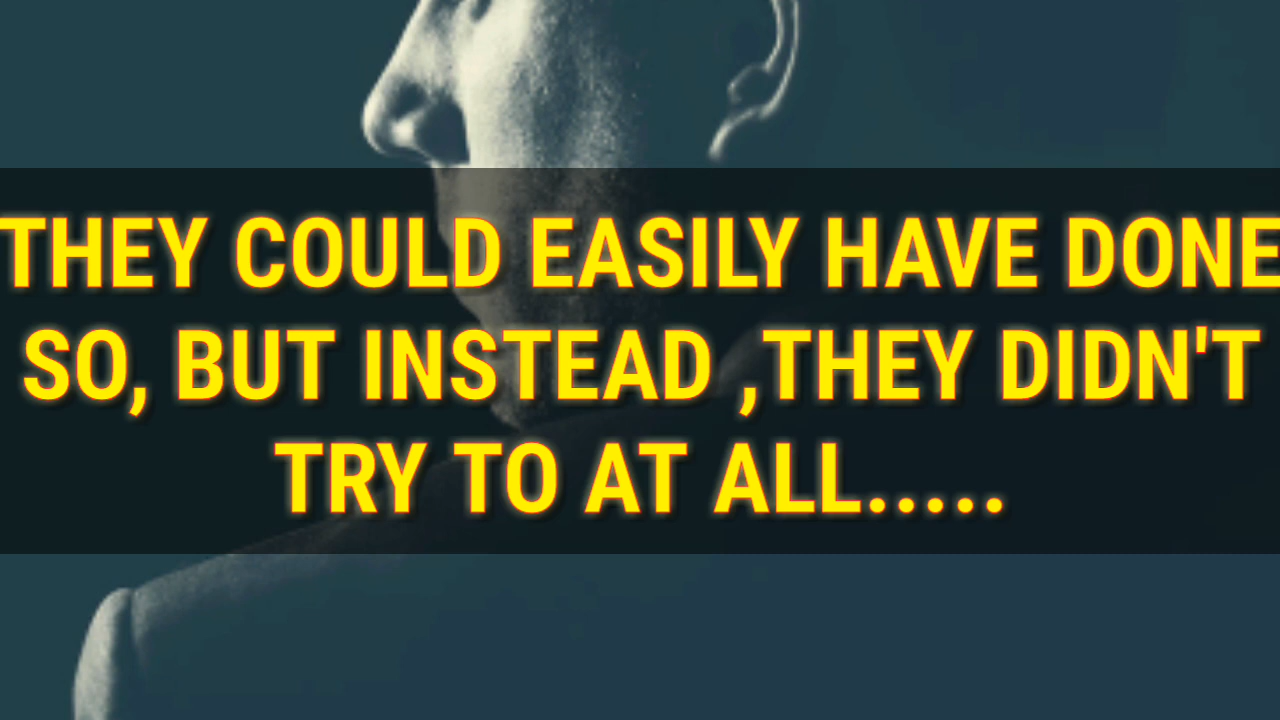 THEY COULD EASILY HAVE DONE
SO, BUT INSTEAD ,THEY DIDN'T
TRY TO AT ALL.....